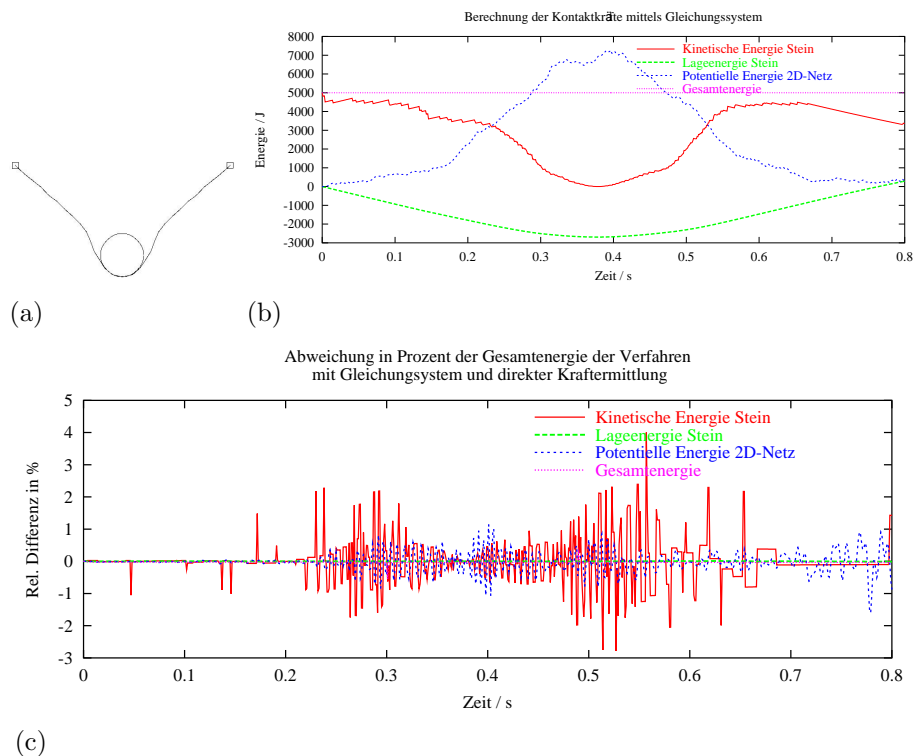 Berechnung der Kontaktkräfte mittels Gleichungssystem
8000
7000
6000
5000
4000
3000
2000
1000
0
-1000
-2000
-3000
Energie / J
Kinetische Energie Stein
Lageenergie Stein
Potentielle Energie 2D-Netz
Gesamtenergie
0 0.1 0.2 0.3 0.4 0.5 0.6 0.7 0.8
Zeit / s
(a)
(b)
Abweichung in Prozent der Gesamtenergie der Verfahren
mit Gleichungsystem und direkter Kraftermittlung
5
4
3
2
1
0
-1
-2
-3
Rel. Differenz in %
Kinetische Energie Stein
Lageenergie Stein
Potentielle Energie 2D-Netz
Gesamtenergie
0 0.1 0.2 0.3 0.4 0.5 0.6 0.7 0.8
Zeit / s
(c)